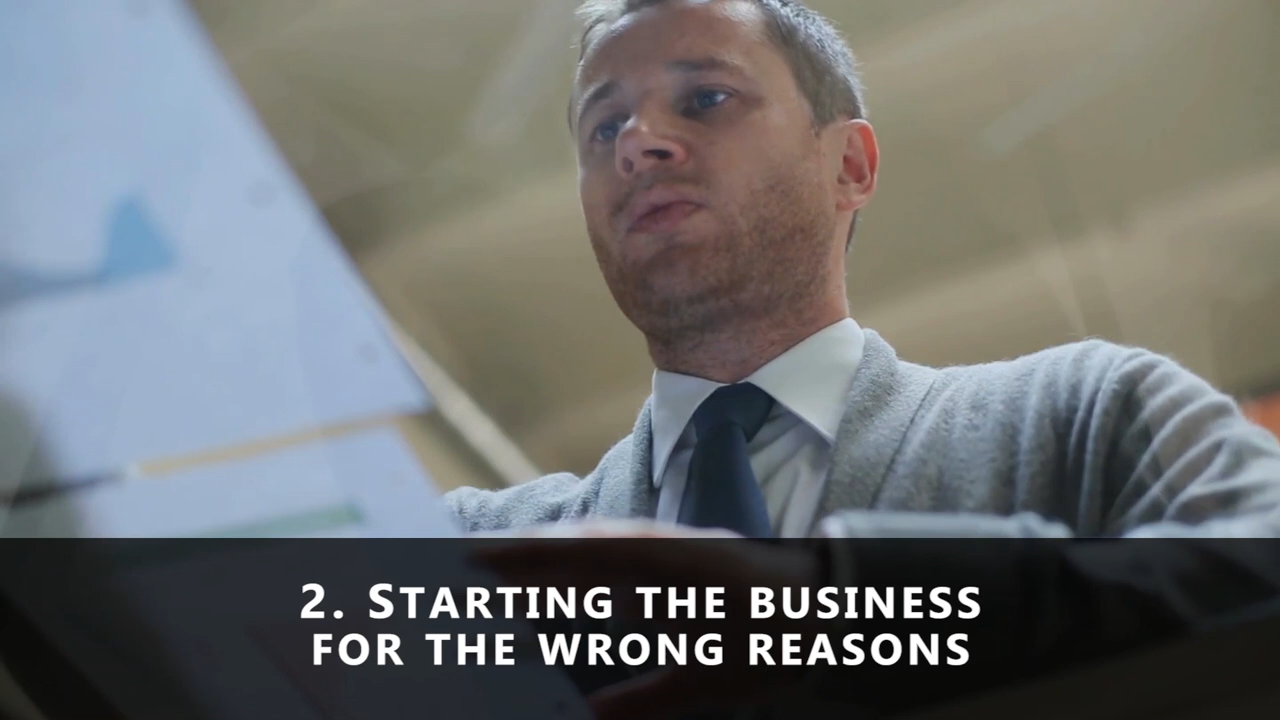 2. Starting the business
for the wrong reasons